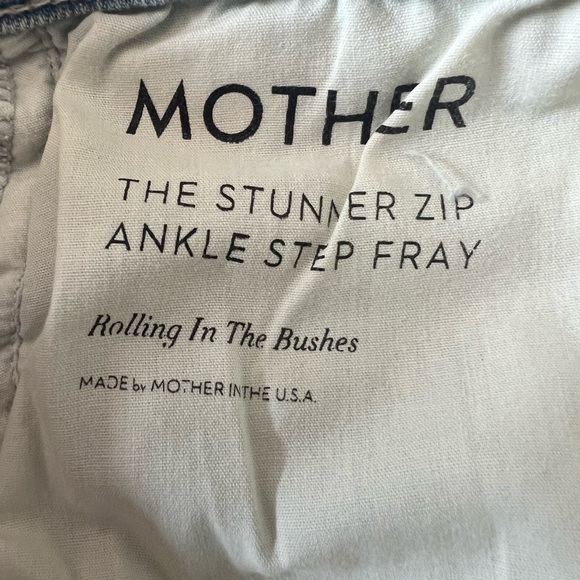 MOTHER
THE STUNNER ZIP
ANKLE STEP FRAY
Rolling In The Bushes
MADE by MOTHER IN THE U.S.A.